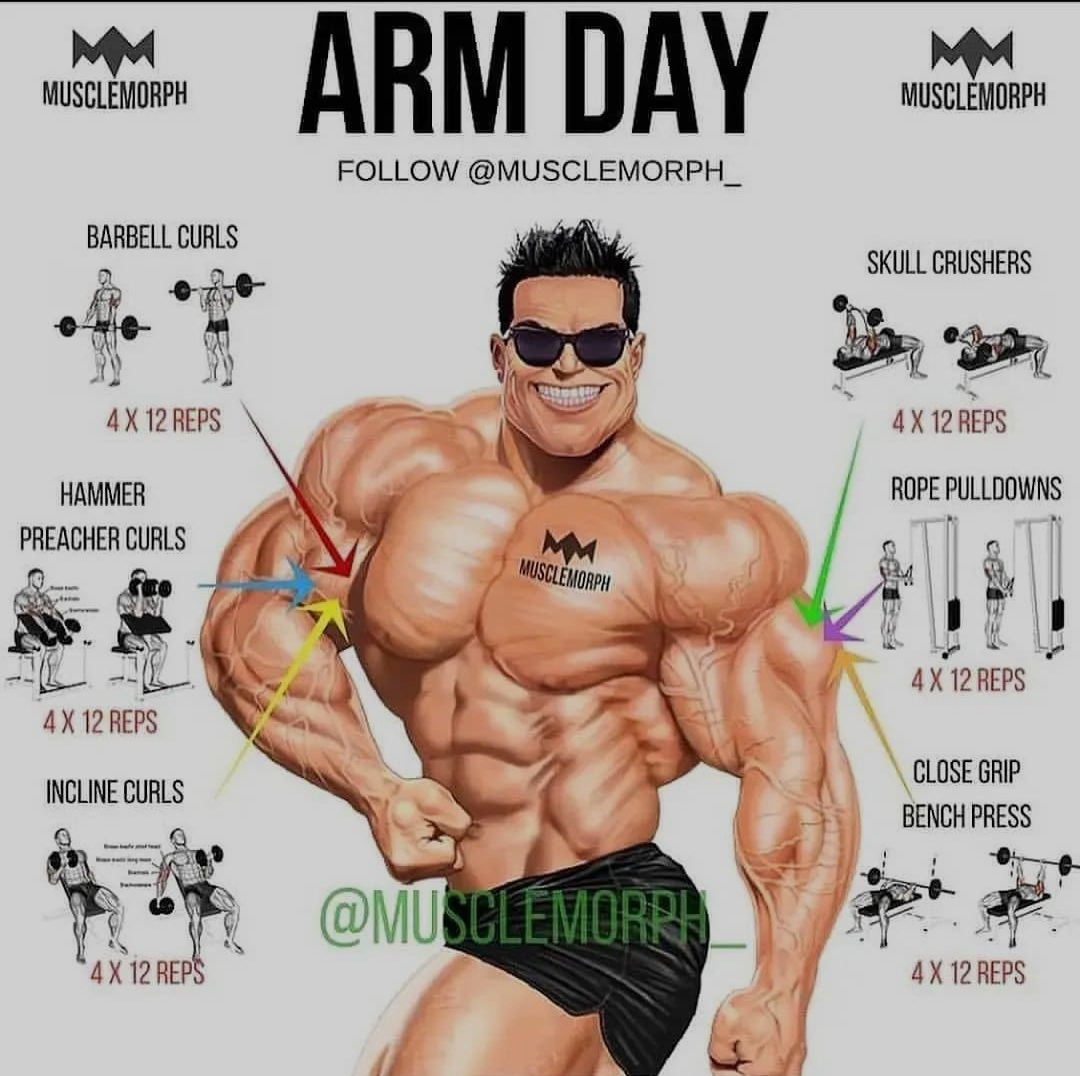 ARM DAY
MUSCLEMORPH
MUSCLEMORPH
FOLLOW @MUSCLEMORPH_
BARBELL CURLS
4 X 12 REPS
HAMMER
PREACHER CURLS
4 X 12 REPS
INCLINE CURLS
4 X 12 REPS
MUSCLEMORPH
@MUSCLEMORPH_
SKULL CRUSHERS
4 X 12 REPS
ROPE PULLDOWNS
4 X 12 REPS
CLOSE GRIP
BENCH PRESS
4 X 12 REPS